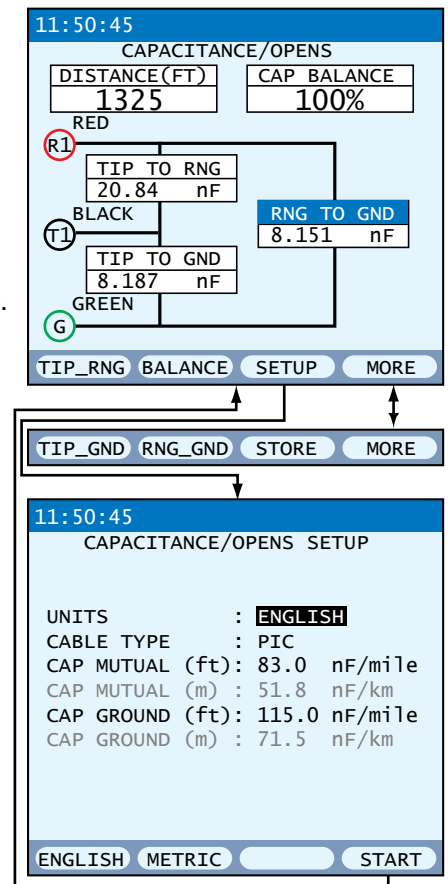 11:50:45
CAPACITANCE/OPENS
DISTANCE(FT) CAP BALANCE
1325 100%
RED
R1
TIP TO RNG
20.84 nF
BLACK
T1
RNG TO GND
8.151 nF
TIP TO GND
8.187 nF
GREEN
G
TIP_RNG BALANCE SETUP MORE
TIP_GND RNG_GND STORE MORE
11:50:45
CAPACITANCE/OPENS SETUP
UNITS : ENGLISH
CABLE TYPE : PIC
CAP MUTUAL (ft): 83.0 nF/mile
CAP MUTUAL (m) : 51.8 nF/km
CAP GROUND (ft): 115.0 nF/mile
CAP GROUND (m) : 71.5 nF/km
ENGLISH METRIC START